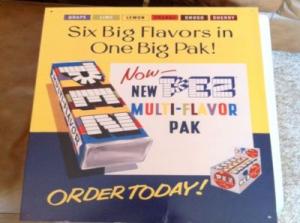 GRAPE LIME LEMON ORANGE ANISE CHERRY
Six Big Flavors in
One Big Pak!
Now—
NEW PEZ
MULTI-FLAVOR
PAK
PEZ
ORDER TODAY!